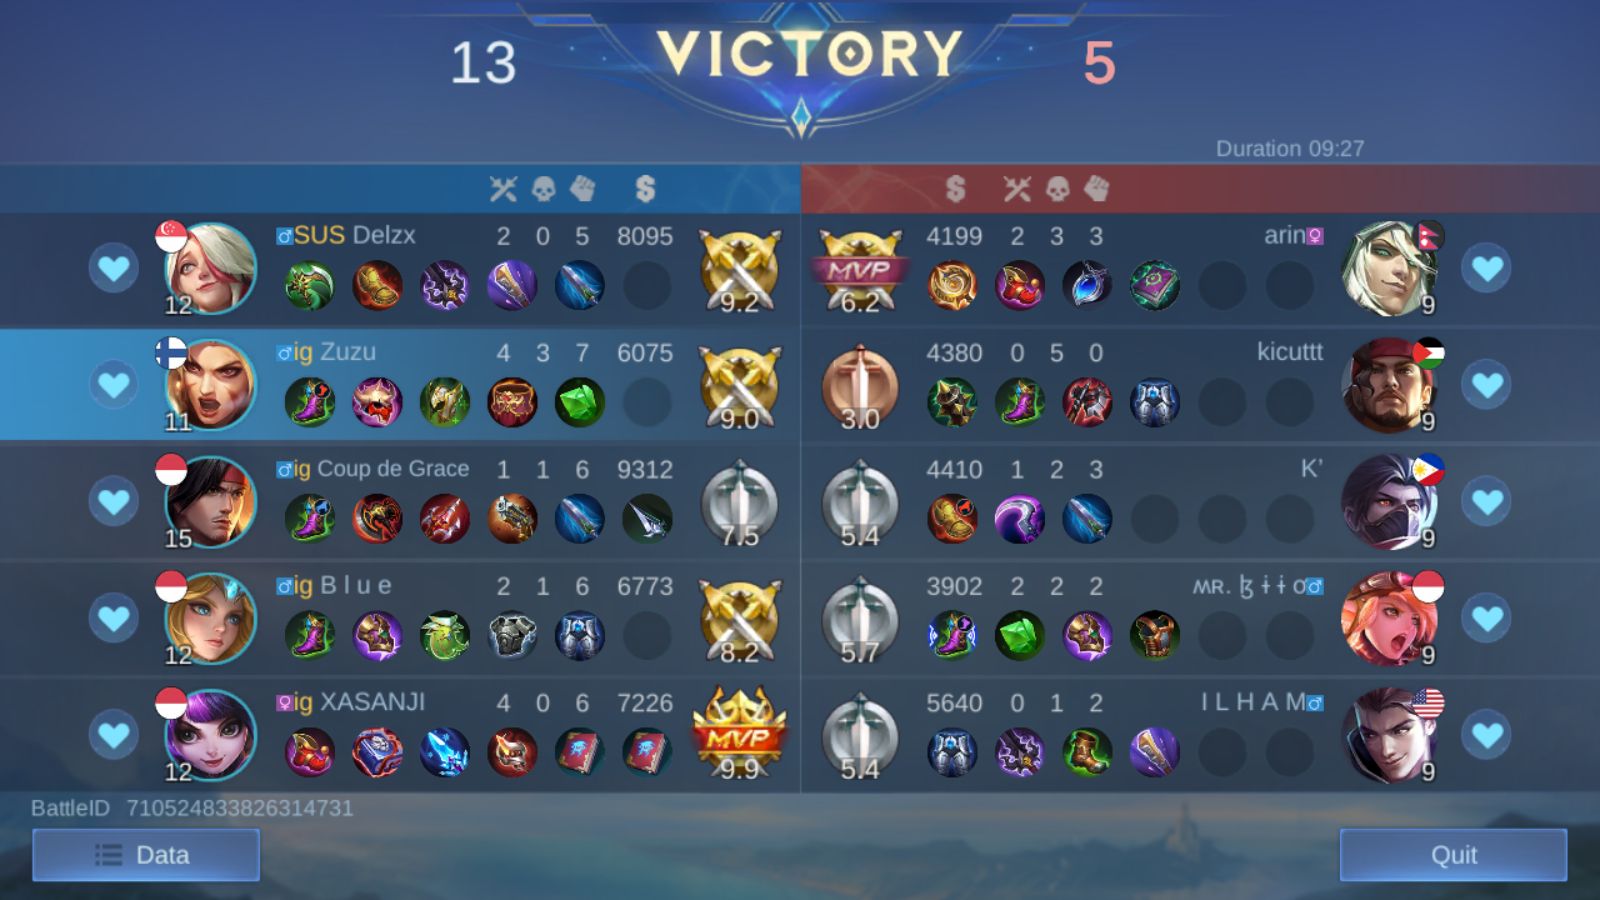 13 VICTORY 5
Duration 09:27
SUS Delzx 2 0 5 8095
12 9.2
4199 2 3 3 arin
MVP 6.2 9
ig Zuzu 4 3 7 6075
11 9.0
4380 0 5 0 kicuttt
3.0 9
ig Coup de Grace 1 1 6 9312
15 7.5
4410 1 2 3 K’
5.4 9
ig B l u e 2 1 6 6773
12 8.2
3902 2 2 2 ʍʀ. ɮ ɨ ɨ σ
5.7 9
ig XASANJI 4 0 6 7226
12 MVP 9.9
5640 0 1 2 I L H A M
5.4 9
BattleID 710524833826314731
Data
Quit